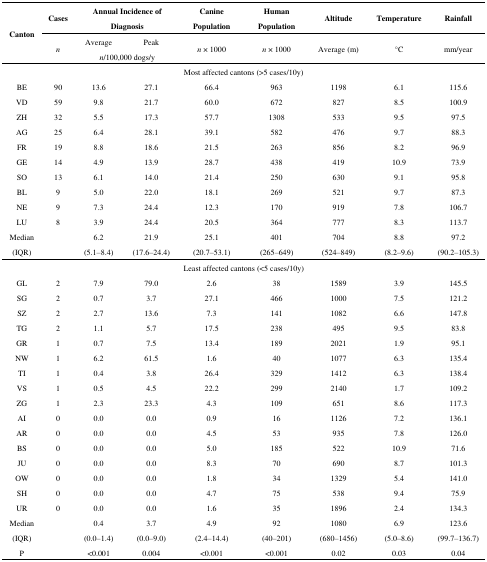 Canton Cases Annual Incidence of Diagnosis Canine Population Human Population Altitude Temperature Rainfall
n Average Peak n/100,000 dogs/y n × 1000 n × 1000 Average (m) °C mm/year
Most affected cantons (>5 cases/10y)
BE 90 13.6 27.1 66.4 963 1198 6.1 115.6
VD 59 9.8 21.7 60.0 672 827 8.5 100.9
ZH 32 5.5 17.3 57.7 1308 533 9.5 97.5
AG 25 6.4 28.1 39.1 582 476 9.7 88.3
FR 19 8.8 18.6 21.5 263 856 8.2 96.9
GE 14 4.9 13.9 28.7 438 419 10.9 73.9
SO 13 6.1 14.0 21.4 250 630 9.1 95.8
BL 9 5.0 22.0 18.1 269 521 9.7 87.3
NE 9 7.3 24.4 12.3 170 919 7.8 106.7
LU 8 3.9 24.4 20.5 364 777 8.3 113.7
Median 6.2 21.9 25.1 401 704 8.8 97.2
(IQR) (5.1–8.4) (17.6–24.4) (20.7–53.1) (265–649) (524–849) (8.2–9.6) (90.2–105.3)
Least affected cantons (<5 cases/10y)
GL 2 7.9 79.0 2.6 38 1589 3.9 145.5
SG 2 0.7 3.7 27.1 466 1000 7.5 121.2
SZ 2 2.7 13.6 7.3 141 1082 6.6 147.8
TG 2 1.1 5.7 17.5 238 495 9.5 83.8
GR 1 0.7 7.5 13.4 189 2021 1.9 95.1
NW 1 6.2 61.5 1.6 40 1077 6.3 135.4
TI 1 0.4 3.8 26.4 329 1412 6.3 138.4
VS 1 0.5 4.5 22.2 299 2140 1.7 109.2
ZG 1 2.3 23.3 4.3 109 651 8.6 117.3
AI 0 0.0 0.0 0.9 16 1126 7.2 136.1
AR 0 0.0 0.0 4.5 53 935 7.8 126.0
BS 0 0.0 0.0 5.0 185 522 10.9 71.6
JU 0 0.0 0.0 8.3 70 690 8.7 101.3
OW 0 0.0 0.0 1.8 34 1329 5.4 141.0
SH 0 0.0 0.0 4.7 75 538 9.4 75.9
UR 0 0.0 0.0 1.6 35 1896 2.4 134.3
Median 0.4 3.7 4.9 92 1080 6.9 123.6
(IQR) (0.0–1.4) (0.0–9.0) (2.4–14.4) (40–201) (680–1456) (5.0–8.6) (99.7–136.7)
P <0.001 0.004 <0.001 <0.001 0.02 0.03 0.04